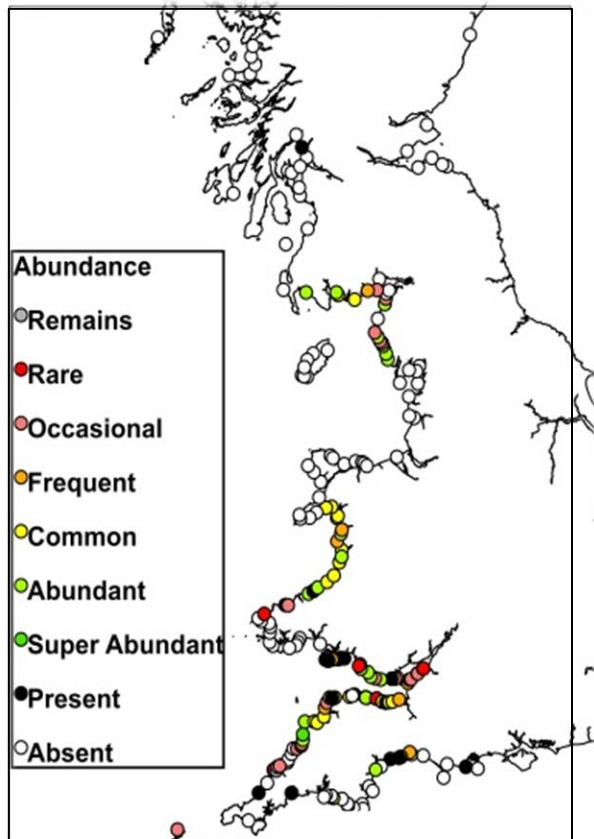 Abundance
Remains
Rare
Occasional
Frequent
Common
Abundant
Super Abundant
Present
Absent